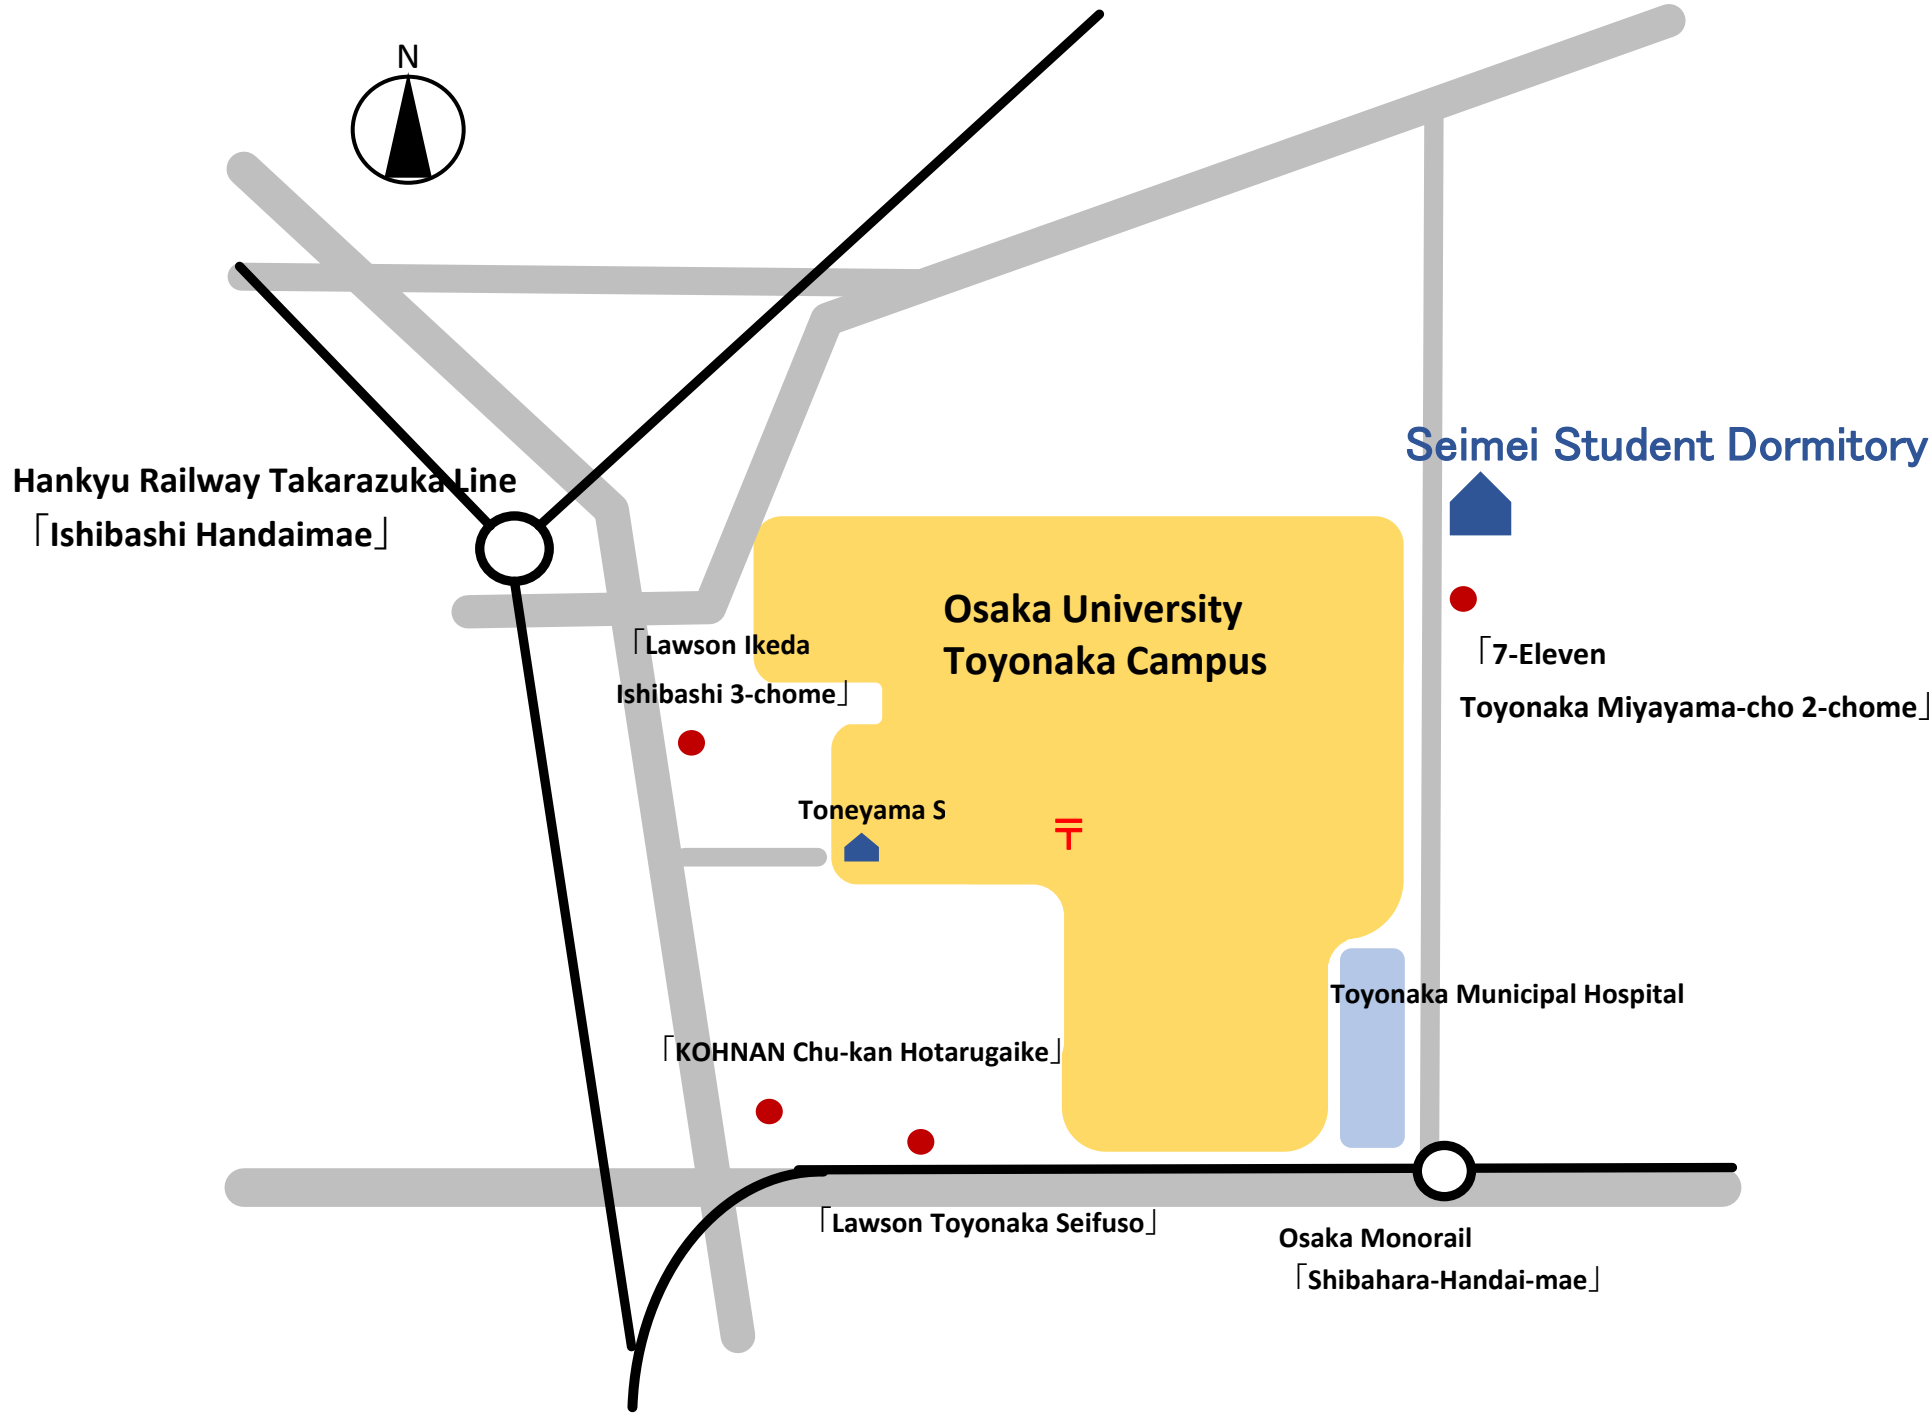 N
Seimei Student Dormitory
Hankyu Railway Takarazuka Line
「Ishibashi Handaimae」
Osaka University
Toyonaka Campus
「Lawson Ikeda
Ishibashi 3-chome」
「7-Eleven
Toyonaka Miyayama-cho 2-chome」
Toneyama S
〒
Toyonaka Municipal Hospital
「KOHNAN Chu-kan Hotarugaike」
「Lawson Toyonaka Seifuso」
Osaka Monorail
「Shibahara-Handai-mae」